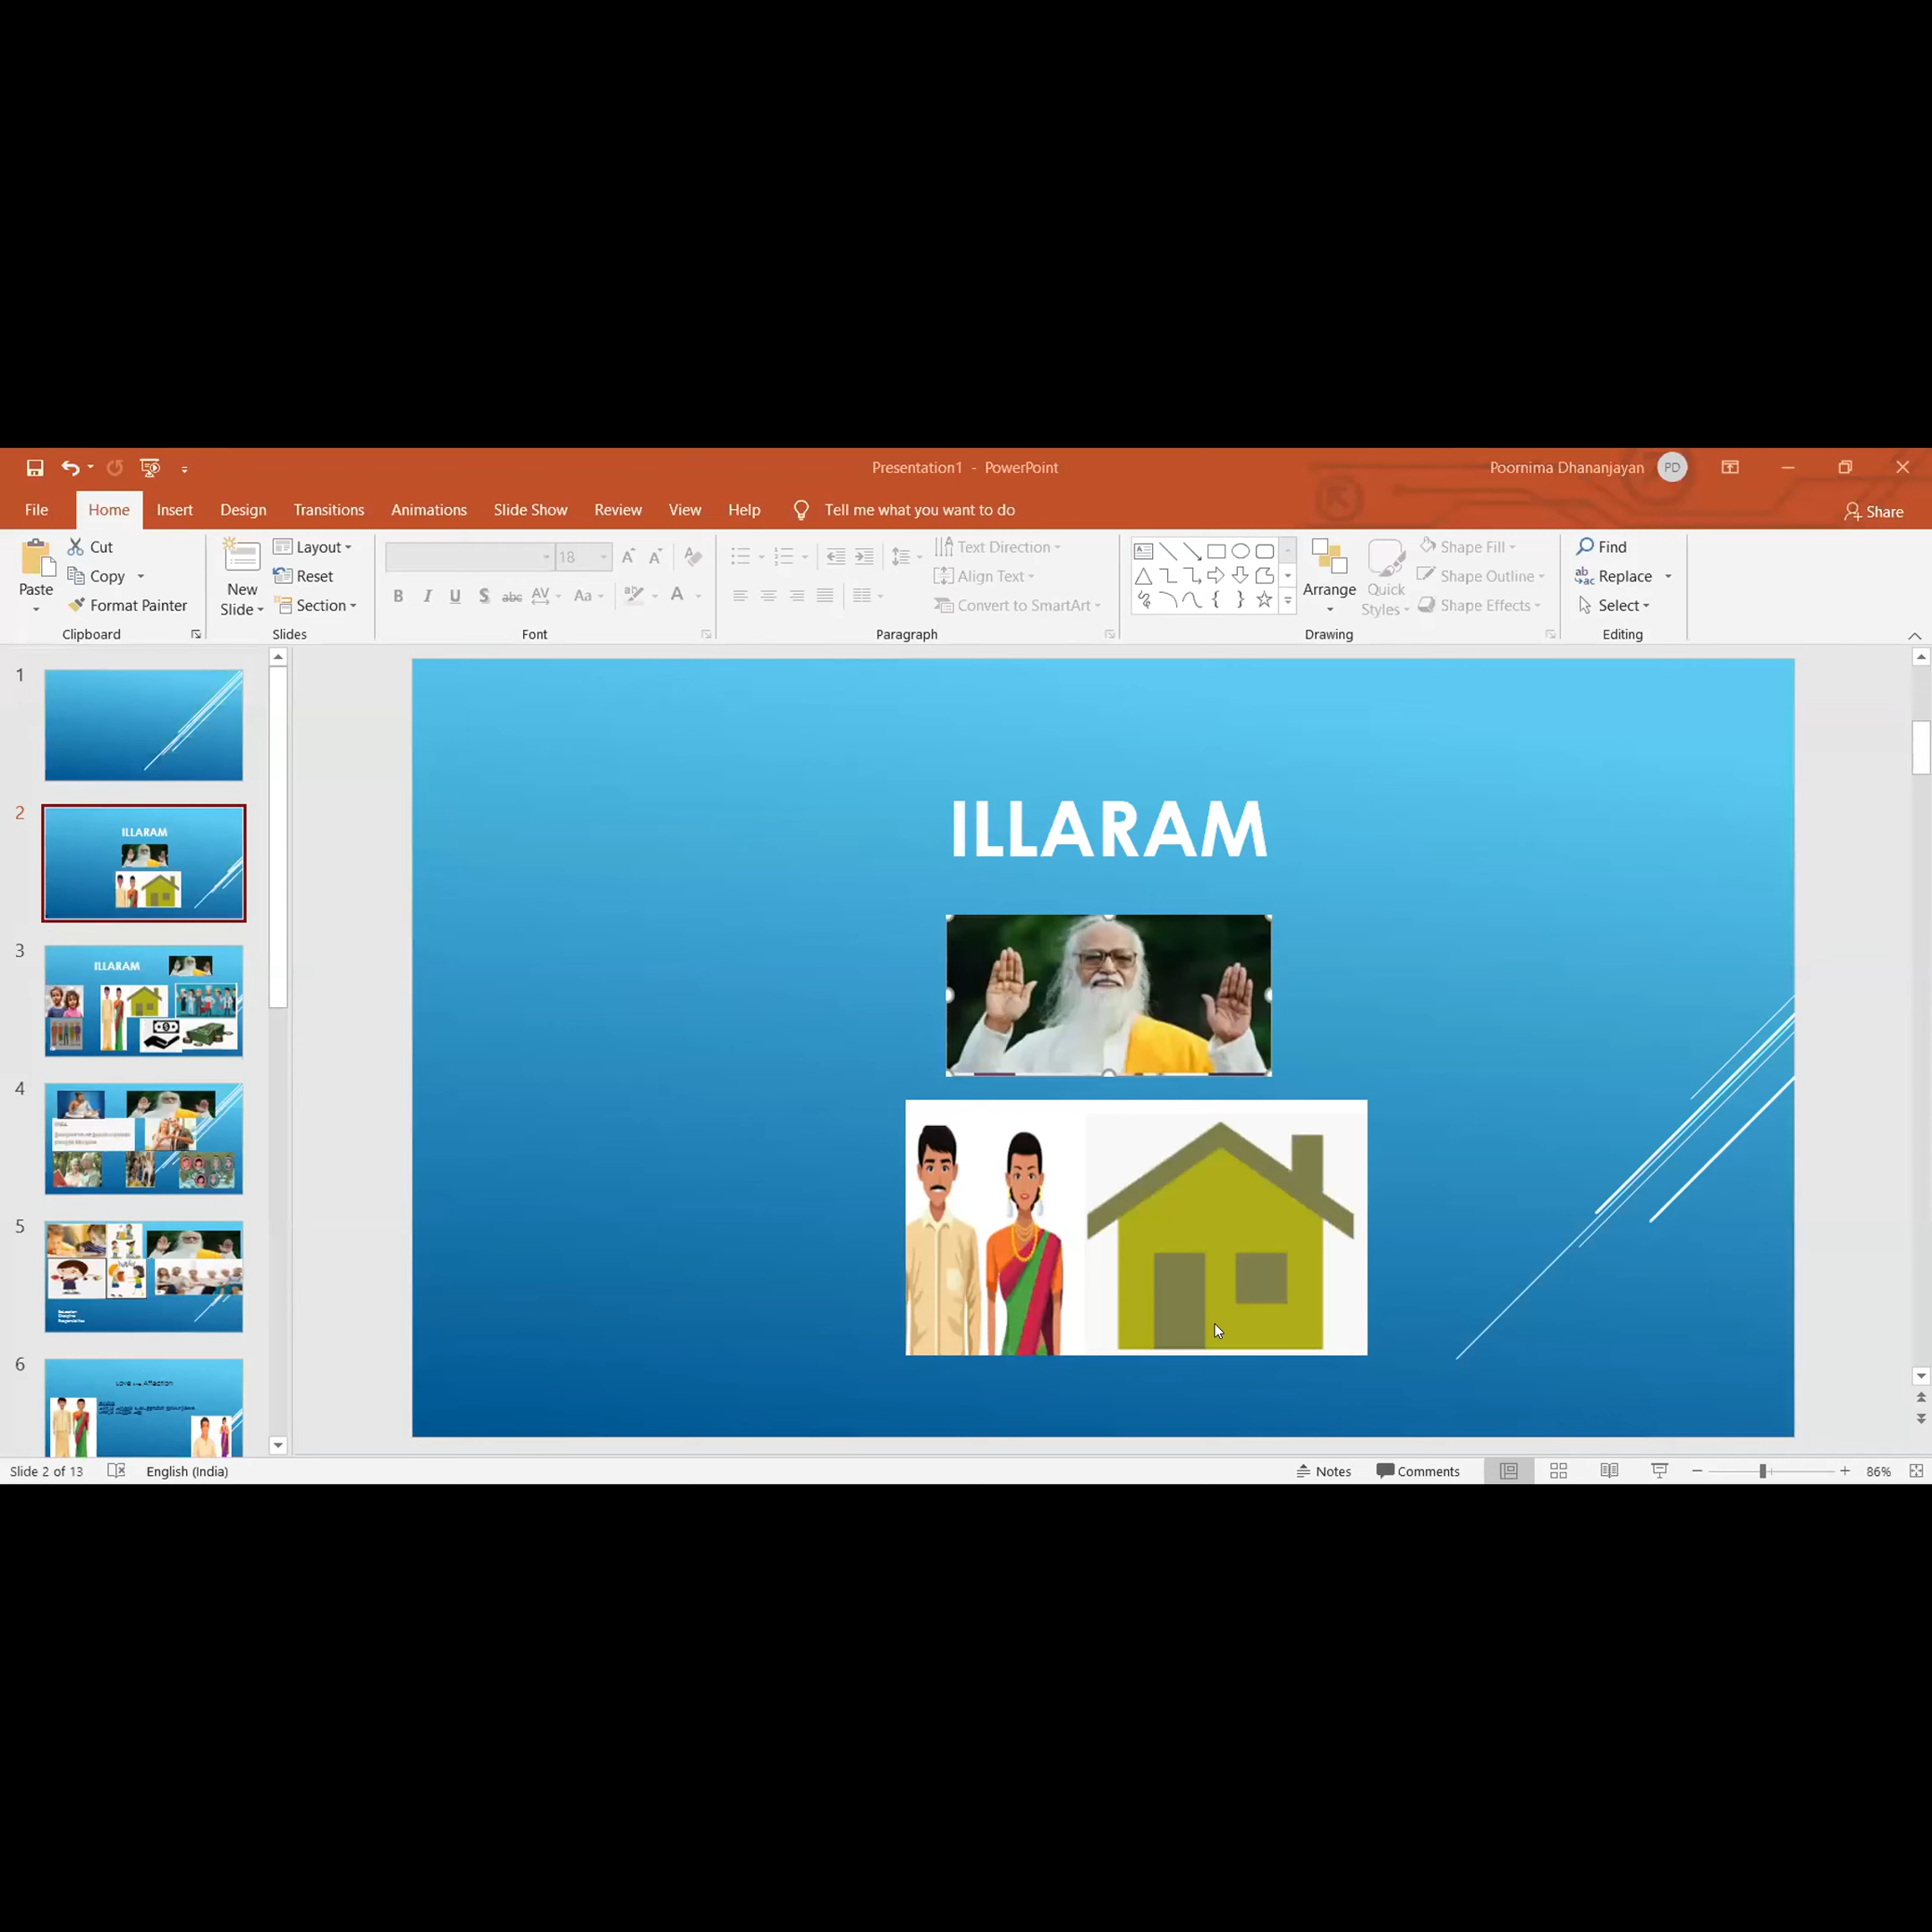 Presentation1 - PowerPoint
Poornima Dhananjayan
PD
File
Home
Insert
Design
Transitions
Animations
Slide Show
Review
View
Help
Tell me what you want to do
Share
Paste
Cut
Copy
Format Painter
Clipboard
New
Slide
Layout
Reset
Section
Slides
18
B I U S abc AV Aa A
Font
Text Direction
Align Text
Convert to SmartArt
Paragraph
Arrange
Quick
Styles
Shape Fill
Shape Outline
Shape Effects
Drawing
Find
Replace
Select
Editing
1
2
ILLARAM
3
ILLARAM
4
5
6
Love and Affection
ILLARAM
Slide 2 of 13
English (India)
Notes
Comments
86%